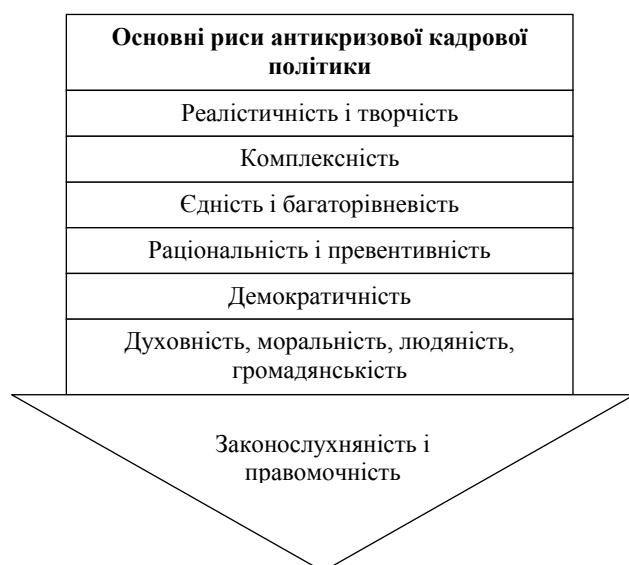 Основні риси антикризової кадрової
політики
Реалістичність і творчість
Комплексність
Єдність і багаторівневість
Раціональність і превентивність
Демократичність
Духовність, моральність, людяність,
громадянськість
Законослухняність і
правомочність